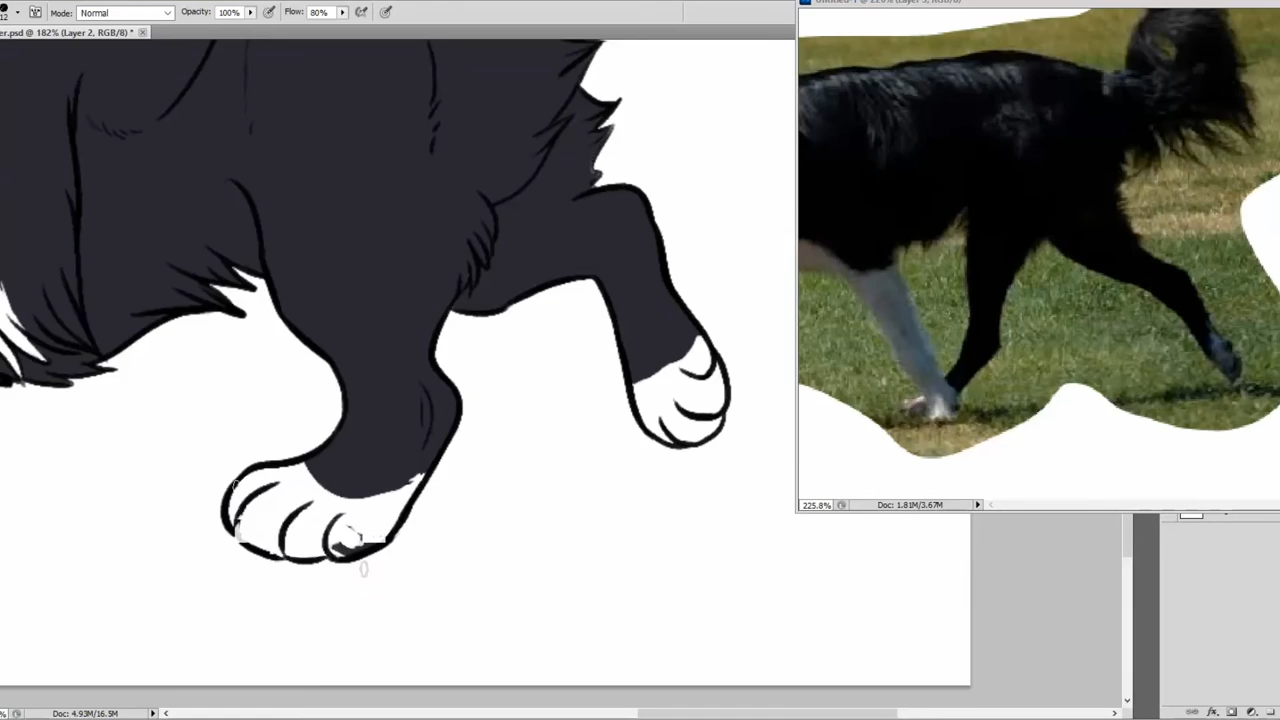 12 Mode: Normal Opacity: 100% Flow: 80%
er.psd @ 182% (Layer 2, RGB/8) *
225.8% Doc: 1.81M/3.67M
% Doc: 4.93M/16.5M